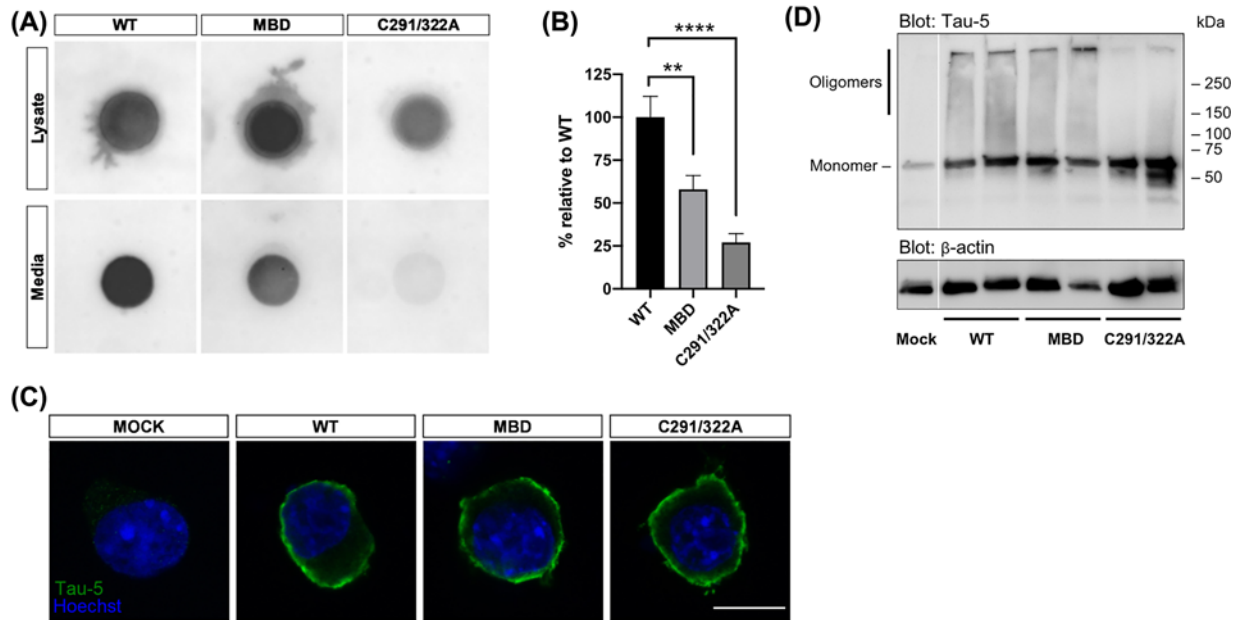 (A)
WT MBD C291/322A
Lysate
Media
(B)
**** 
**
% relative to WT
125
100
75
50
25
0
WT
MBD
C291/322A
(D)
Blot: Tau-5
kDa
Oligomers
Monomer –
– 250
– 150
– 100
– 75
– 50
Blot: β-actin
Mock WT MBD C291/322A
(C)
MOCK WT MBD C291/322A
Tau-5
Hoechst